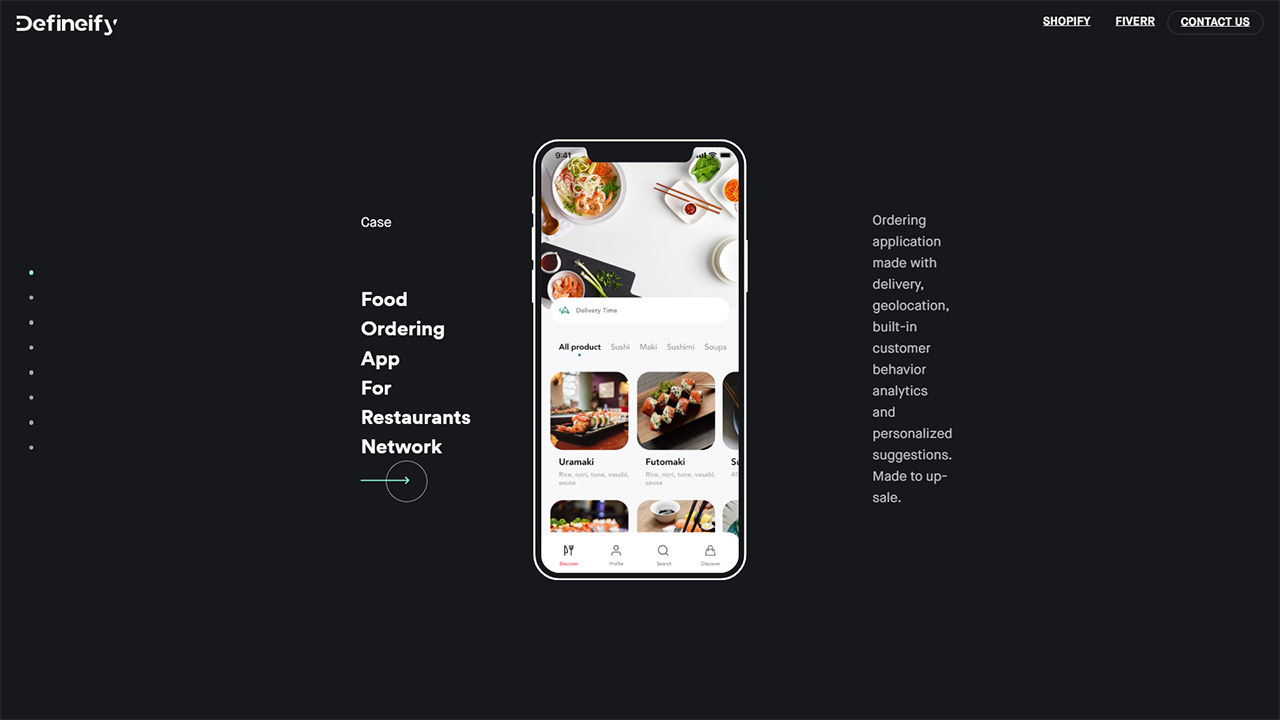 Defineify
SHOPIFY
FIVERR
CONTACT US
Case
Food
Ordering
App
For
Restaurants
Network
9:41
Delivery Time
All product Sushi Maki Sushimi Soups
Uramaki
Rice, nori, tune, vasabi,
souse
Futomaki
Rice, nori, tune, vasabi,
souse
Su
Discover
Profile
Search
Discover
Ordering
application
made with
delivery,
geolocation,
built-in
customer
behavior
analytics
and
personalized
suggestions.
Made to up-
sale.